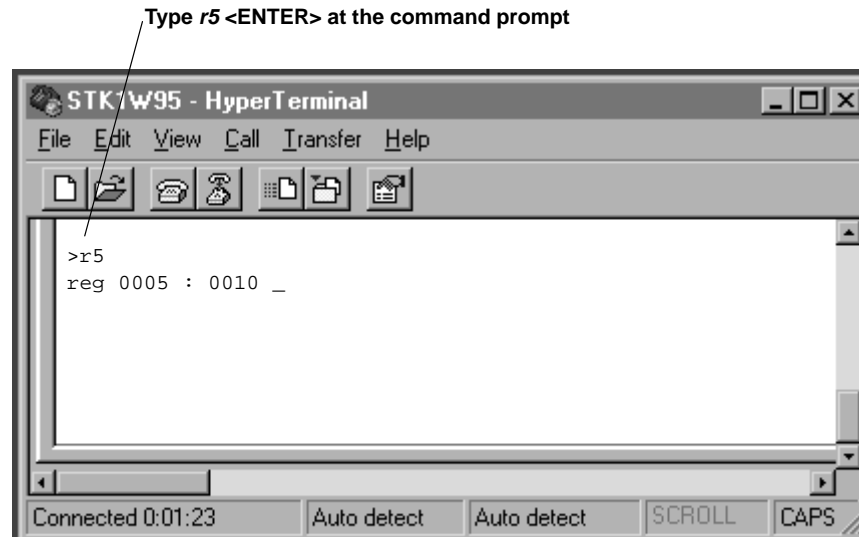 Type r5 <ENTER> at the command prompt
STK1W95 - HyperTerminal
File Edit View Call Transfer Help
>r5
reg 0005 : 0010 _
Connected 0:01:23 Auto detect Auto detect SCROLL CAPS